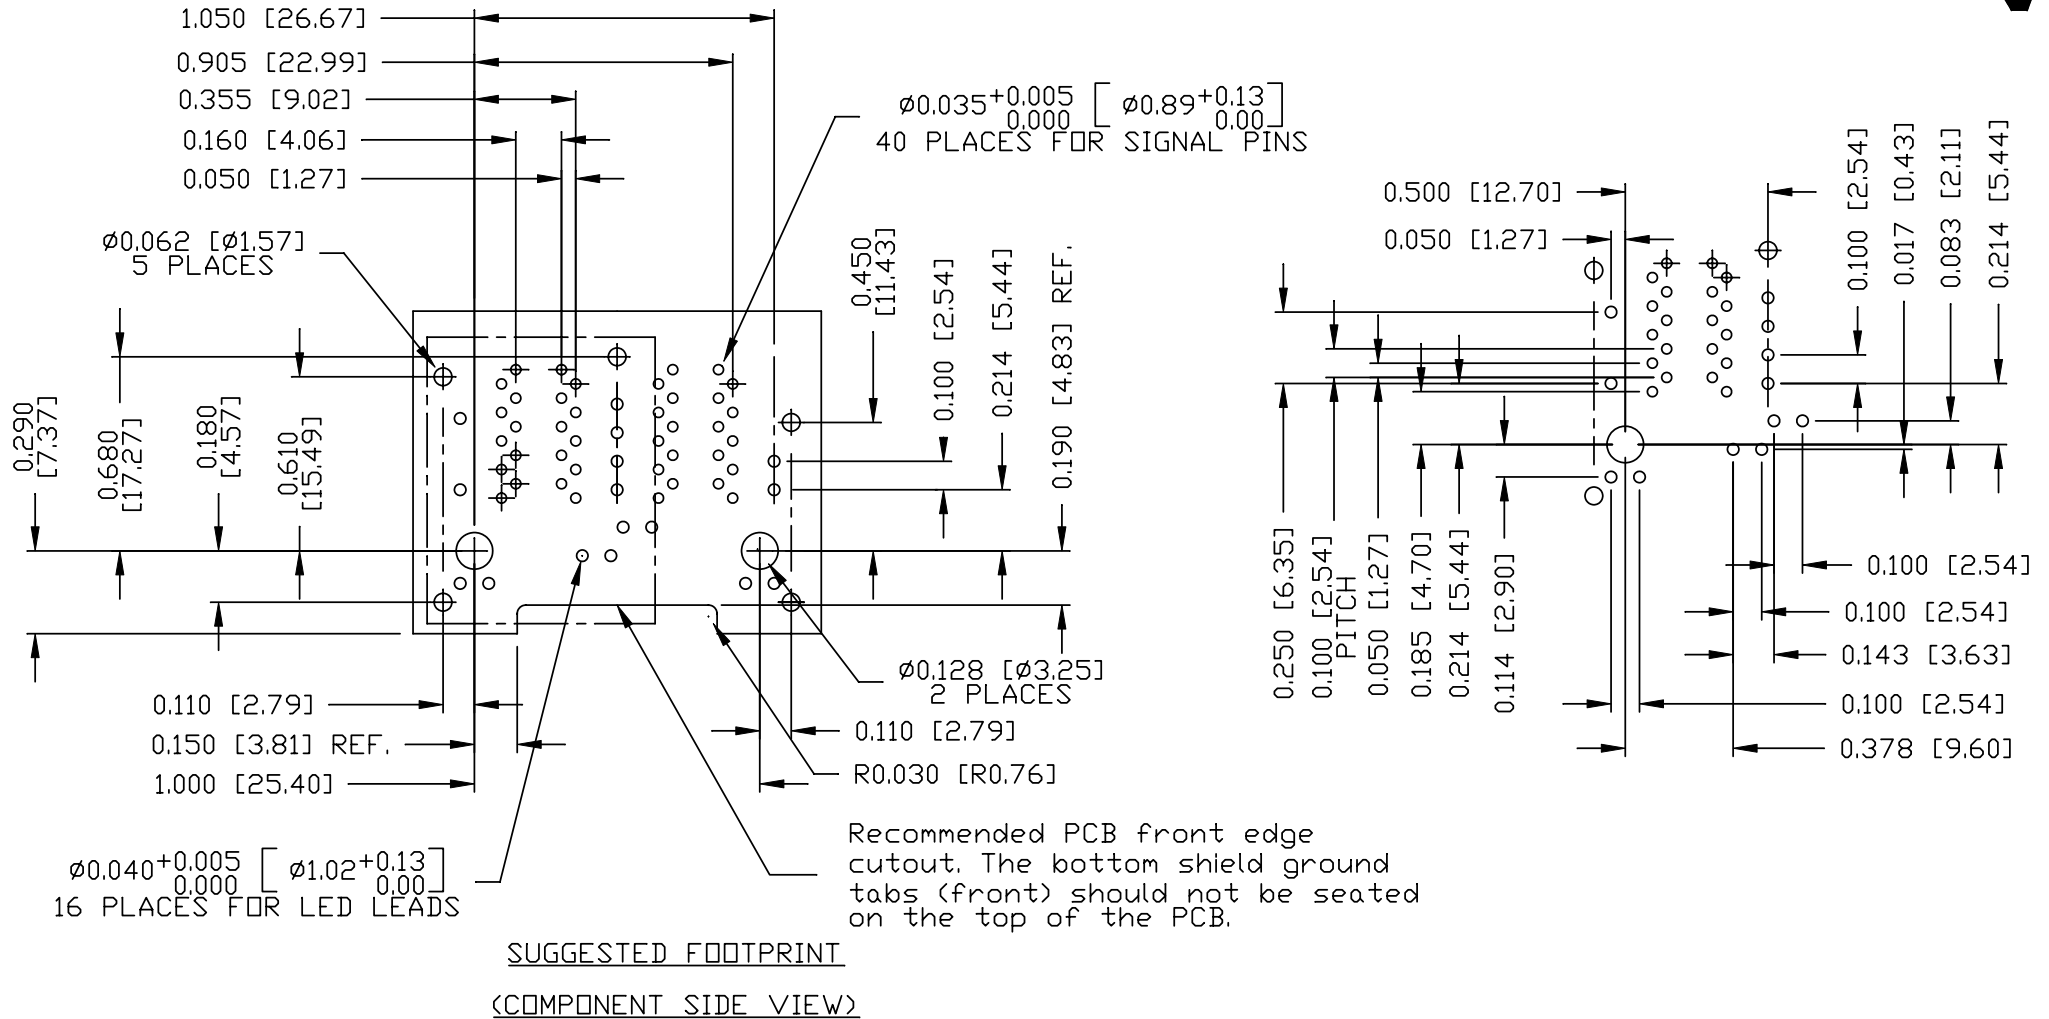 1.050 [26.67]
0.905 [22.99]
0.355 [9.02]
0.160 [4.06]
0.050 [1.27]
Ø0.062 [Ø1.57]
5 PLACES
Ø0.035+0.005 [ Ø0.89+0.13 ]
0.000 0.00
40 PLACES FOR SIGNAL PINS
0.450
[11.43]
0.100 [2.54]
0.214 [5.44]
0.190 [4.83] REF.
0.290
[7.37]
0.680
[17.27]
0.180
[4.57]
0.610
[15.49]
0.110 [2.79]
0.150 [3.81] REF.
1.000 [25.40]
Ø0.128 [Ø3.25]
2 PLACES
0.110 [2.79]
R0.030 [R0.76]
Ø0.040+0.005 [ Ø1.02+0.13 ]
0.000 0.00
16 PLACES FOR LED LEADS
Recommended PCB front edge
cutout. The bottom shield ground
tabs (front) should not be seated
on the top of the PCB.
SUGGESTED FOOTPRINT
(COMPONENT SIDE VIEW)
0.500 [12.70]
0.050 [1.27]
0.100 [2.54]
0.017 [0.43]
0.083 [2.11]
0.214 [5.44]
0.250 [6.35]
0.100 [2.54]
PITCH
0.050 [1.27]
0.185 [4.70]
0.214 [5.44]
0.114 [2.90]
0.100 [2.54]
0.100 [2.54]
0.143 [3.63]
0.100 [2.54]
0.378 [9.60]